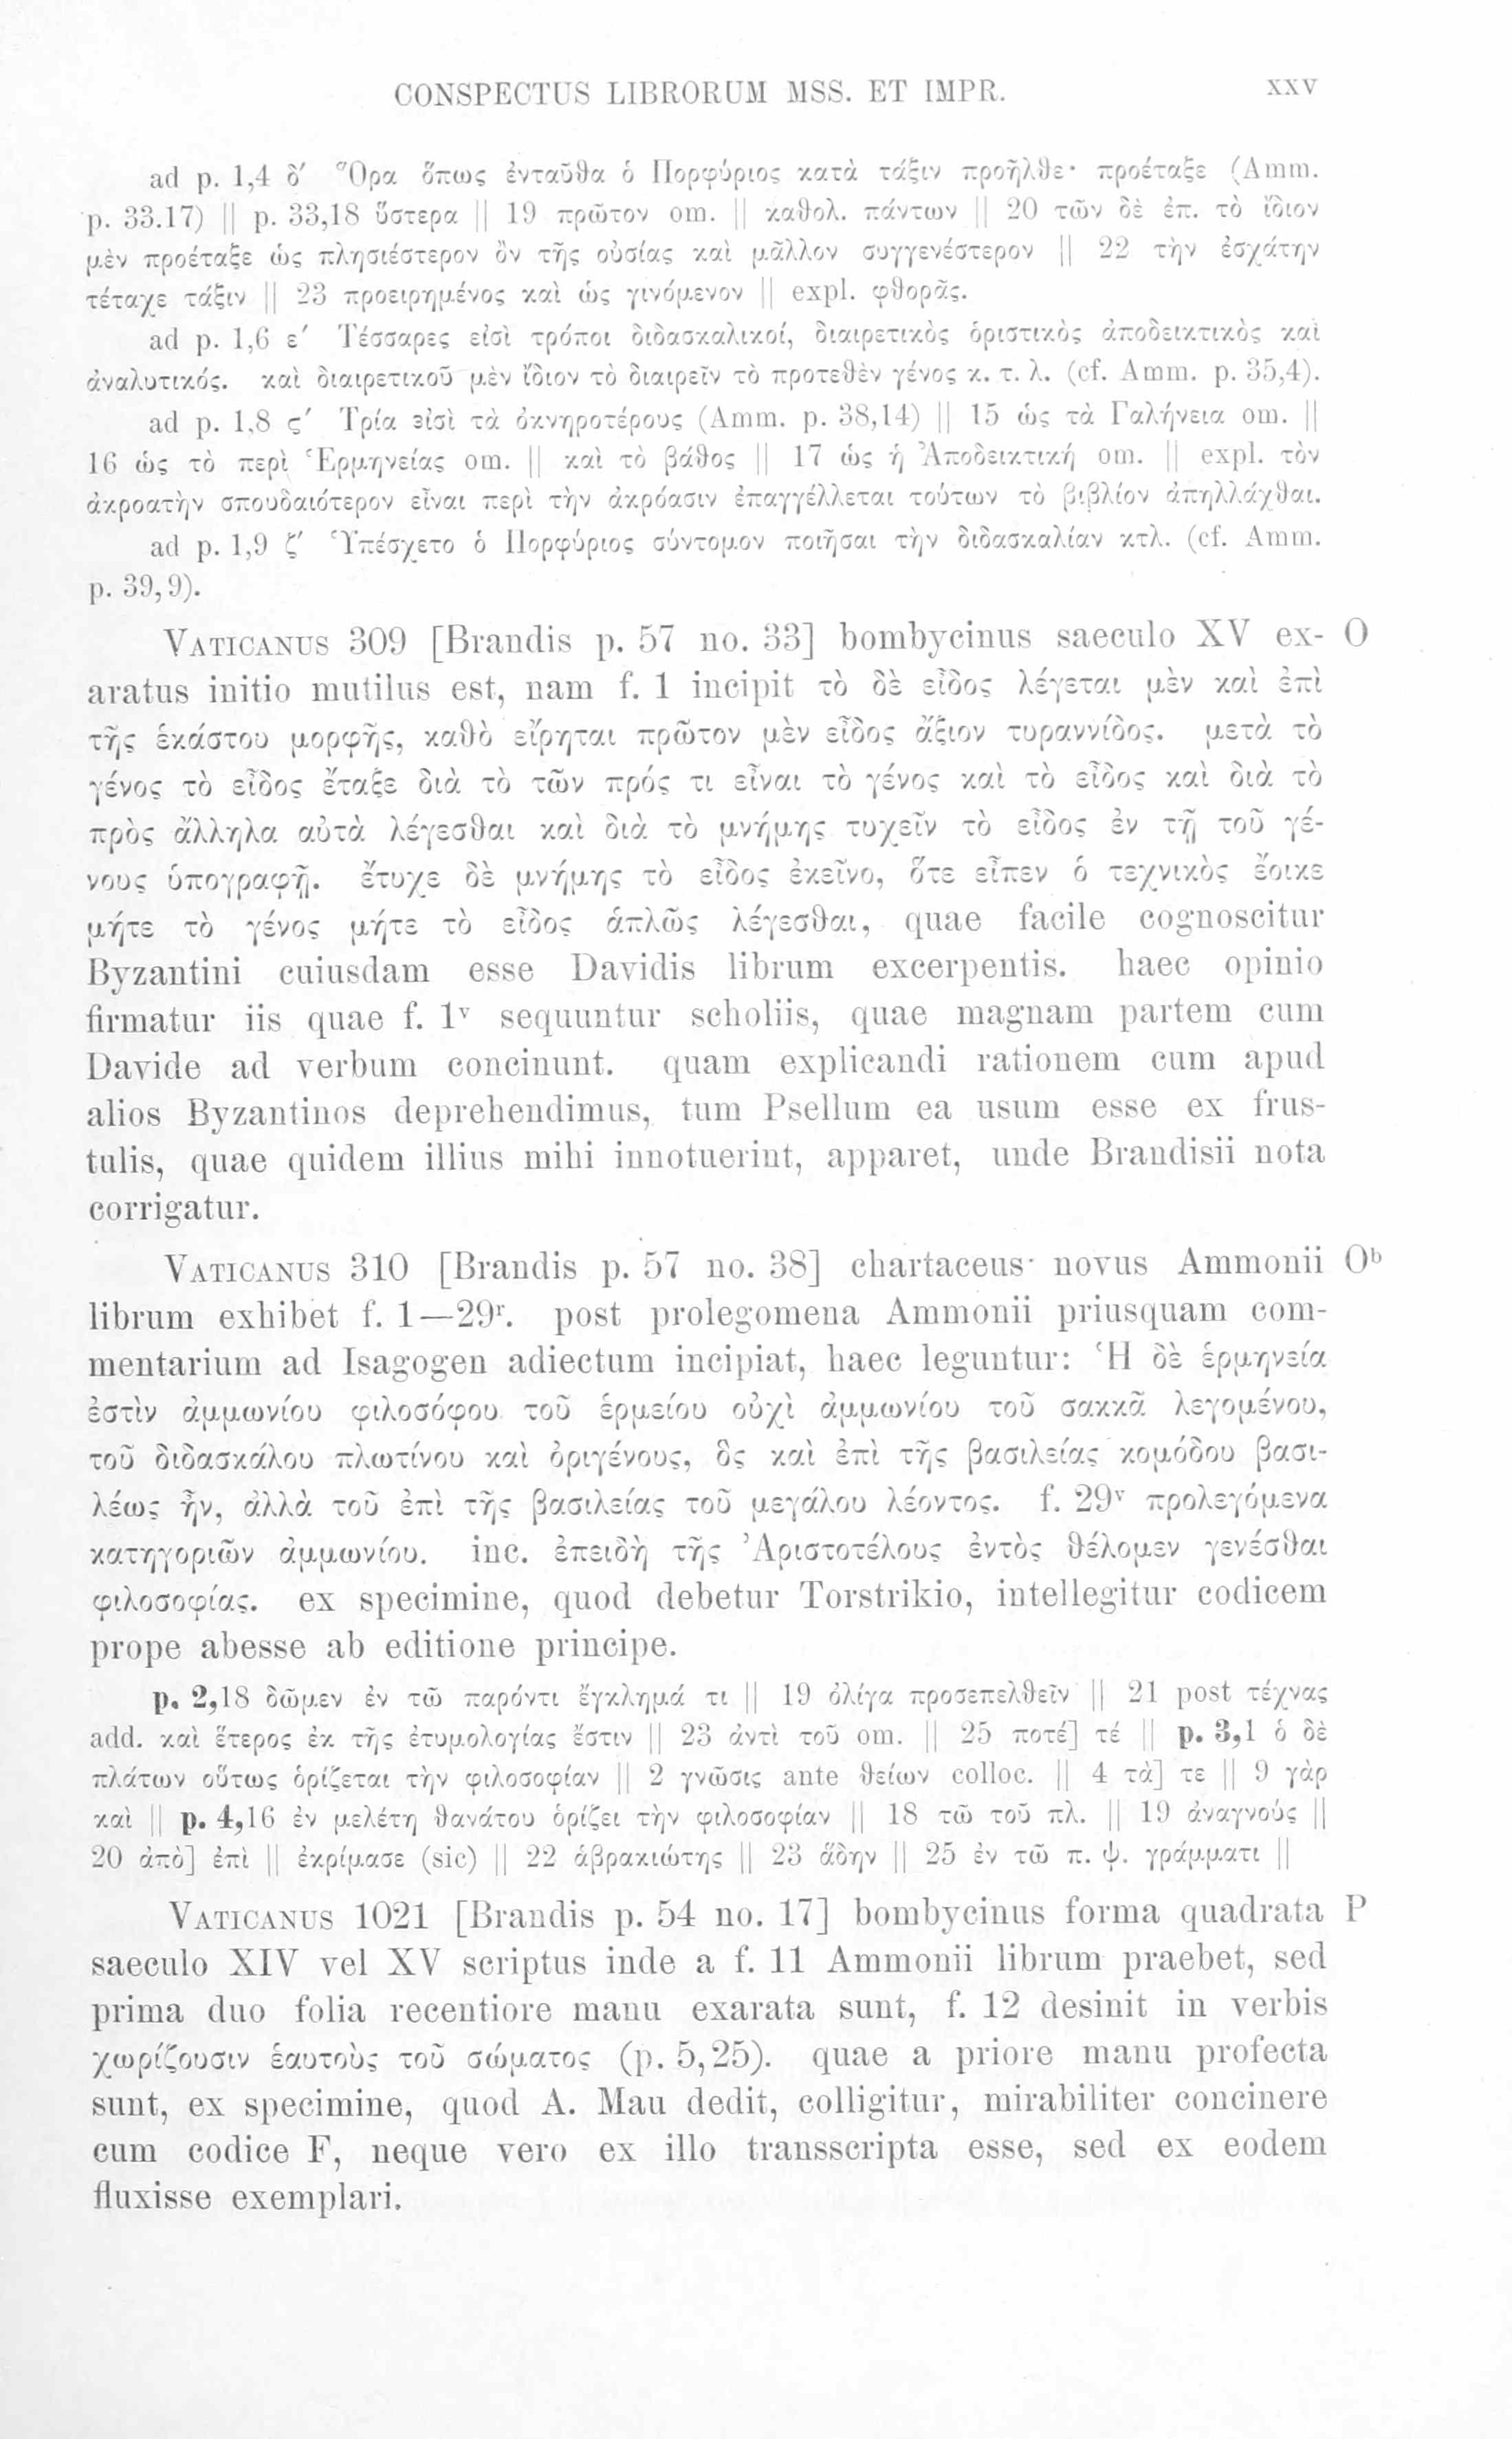 CONSPECTUS LIBRORUM MSS. ET IMPR. XXV
ad p. 1,4 δ′ Ὅρα ὅπως ἐνταῦθα ὁ Πορφύριος κατὰ τάξιν προῆλθε· προέταξε (Amm.
p. 33.17) || p. 33,18 ὕστερα || 19 πρῶτον om. || καθολ. πάντων || 20 τῶν δὲ ἐπ. τὸ ἴδιον
μὲν προέταξε ὡς πλησιέστερον ὂν τῆς οὐσίας καὶ μᾶλλον συγγενέστερον || 22 τὴν ἐσχάτην
τέταχε τάξιν || 23 προειρημένος καὶ ὡς γινόμενον || expl. φθορᾶς.
ad p. 1,6 ε′ Τέσσαρες εἰσὶ τρόποι διδασκαλικοί, διαιρετικὸς ὁριστικὸς ἀποδεικτικὸς καὶ
ἀναλυτικός. καὶ διαιρετικοῦ μὲν ἴδιον τὸ διαιρεῖν τὸ προτεθὲν γένος κ. τ. λ. (cf. Amm. p. 35,4).
ad p. 1,8 ς′ Τρία εἰσὶ τὰ ὀκνηροτέρους (Amm. p. 38,14) || 15 ὡς τὰ Γαλήνεια om. ||
16 ὡς τὸ περὶ Ἑρμηνείας om. || καὶ τὸ βάθος || 17 ὡς ἡ Ἀποδεικτική om. || expl. τὸν
ἀκροατὴν σπουδαιότερον εἶναι περὶ τὴν ἀκρόασιν ἐπαγγέλλεται τούτων τὸ βιβλίον ἀπηλλάχθαι.
ad p. 1,9 ζ′ Ὑπέσχετο ὁ Πορφύριος σύντομον ποιῆσαι τὴν διδασκαλίαν κτλ. (cf. Amm.
p. 39,9).
VATICANUS 309 [Brandis p. 57 no. 33] bombycinus saeculo XV ex- O
aratus initio mutilus est, nam f. 1 incipit τὸ δὲ εἶδος λέγεται μὲν καὶ ἐπὶ
τῆς ἑκάστου μορφῆς, καθὸ εἴρηται πρῶτον μὲν εἶδος ἄξιον τυραννίδος. μετὰ τὸ
γένος τὸ εἶδος ἔταξε διὰ τὸ τῶν πρός τι εἶναι τὸ γένος καὶ τὸ εἶδος καὶ διὰ τὸ
πρὸς ἄλληλα αὐτὰ λέγεσθαι καὶ διὰ τὸ μνήμης τυχεῖν τὸ εἶδος ἐν τῇ τοῦ γέ-
νους ὑπογραφῇ. ἔτυχε δὲ μνήμης τὸ εἶδος ἐκεῖνο, ὅτε εἶπεν ὁ τεχνικὸς ἔοικε
μήτε τὸ γένος μήτε τὸ εἶδος ἁπλῶς λέγεσθαι, quae facile cognoscitur
Byzantini cuiusdam esse Davidis librum excerpentis. haec opinio
firmatur iis quae f. 1v sequuntur scholiis, quae magnam partem cum
Davide ad verbum concinunt. quam explicandi rationem cum apud
alios Byzantinos deprehendimus, tum Psellum ea usum esse ex frus-
tulis, quae quidem illius mihi innotuerint, apparet, unde Brandisii nota
corrigatur.
VATICANUS 310 [Brandis p. 57 no. 38] chartaceus novus Ammonii Ob
librum exhibet f. 1—29r. post prolegomena Ammonii priusquam com-
mentarium ad Isagogen adiectum incipiat, haec leguntur: Ἡ δὲ ἑρμηνεία
ἐστὶν ἀμμωνίου φιλοσόφου τοῦ ἑρμείου οὐχὶ ἀμμωνίου τοῦ σακκᾶ λεγομένου,
τοῦ διδασκάλου πλωτίνου καὶ ὀριγένους, ὃς καὶ ἐπὶ τῆς βασιλείας κομόδου βασι-
λέως ἦν, ἀλλὰ τοῦ ἐπὶ τῆς βασιλείας τοῦ μεγάλου λέοντος. f. 29v προλεγόμενα
κατηγοριῶν ἀμμωνίου. inc. ἐπειδὴ τῆς Ἀριστοτέλους ἐντὸς θέλομεν γενέσθαι
φιλοσοφίας. ex specimine, quod debetur Torstrikio, intellegitur codicem
prope abesse ab editione principe.
p. 2,18 δῶμεν ἐν τῶ παρόντι ἔγκλημά τι || 19 ὀλίγα προσεπελθεῖν || 21 post τέχνας
add. καὶ ἕτερος ἐκ τῆς ἐτυμολογίας ἔστιν || 23 ἀντὶ τοῦ om. || 25 ποτέ] τέ || p. 3,1 ὁ δὲ
πλάτων οὕτως ὁρίζεται τὴν φιλοσοφίαν || 2 γνῶσις ante θείων colloc. || 4 τὰ] τε || 9 γὰρ
καὶ || p. 4,16 ἐν μελέτη θανάτου ὁρίζει τὴν φιλοσοφίαν || 18 τῶ τοῦ πλ. || 19 ἀναγνούς ||
20 ἀπὸ] ἐπὶ || ἐκρίμασε (sic) || 22 ἀβρακιώτης || 23 ἅδην || 25 ἐν τῶ π. ψ. γράμματι ||
VATICANUS 1021 [Brandis p. 54 no. 17] bombycinus forma quadrata P
saeculo XIV vel XV scriptus inde a f. 11 Ammonii librum praebet, sed
prima duo folia recentiore manu exarata sunt, f. 12 desinit in verbis
χωρίζουσιν ἑαυτοὺς τοῦ σώματος (p. 5,25). quae a priore manu profecta
sunt, ex specimine, quod A. Mau dedit, colligitur, mirabiliter concinere
cum codice F, neque vero ex illo transscripta esse, sed ex eodem
fluxisse exemplari.